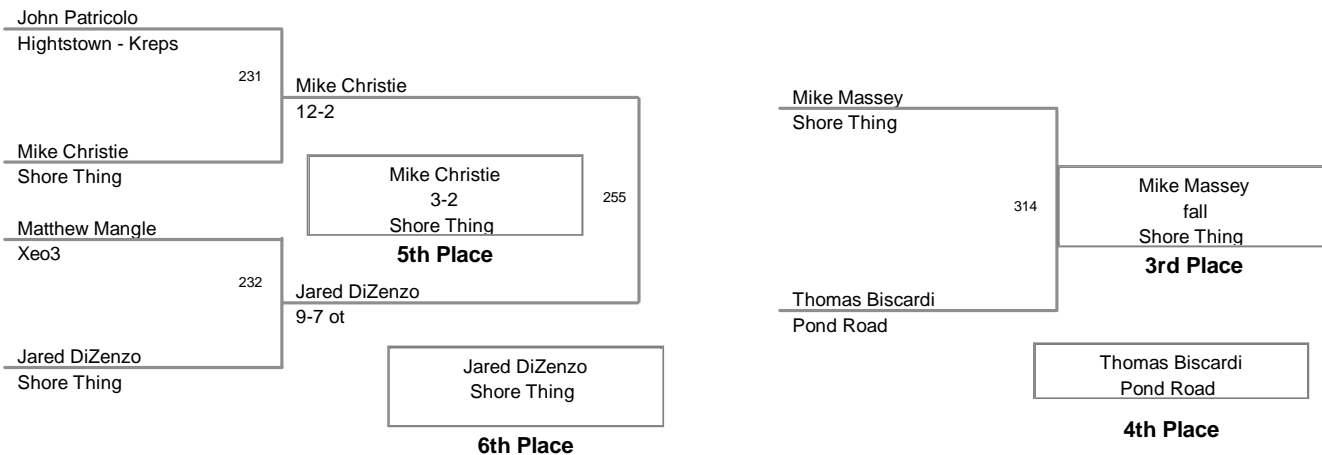 John Patricolo
Hightstown - Kreps
231
Mike Christie
12-2
Mike Christie
Shore Thing
Mike Christie
3-2
Shore Thing
5th Place
255
Matthew Mangle
Xeo3
232
Jared DiZenzo
9-7 ot
Jared DiZenzo
Shore Thing
Jared DiZenzo
Shore Thing
6th Place
Mike Massey
Shore Thing
314
Mike Massey
fall
Shore Thing
3rd Place
Thomas Biscardi
Pond Road
Thomas Biscardi
Pond Road
4th Place